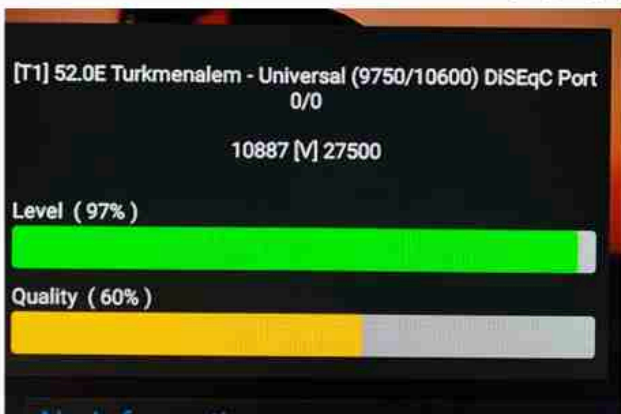 [T1] 52.0E Turkmenalem - Universal (9750/10600) DiSEqC Port
0/0
10887 [V] 27500
Level ( 97% )
Quality ( 60% )